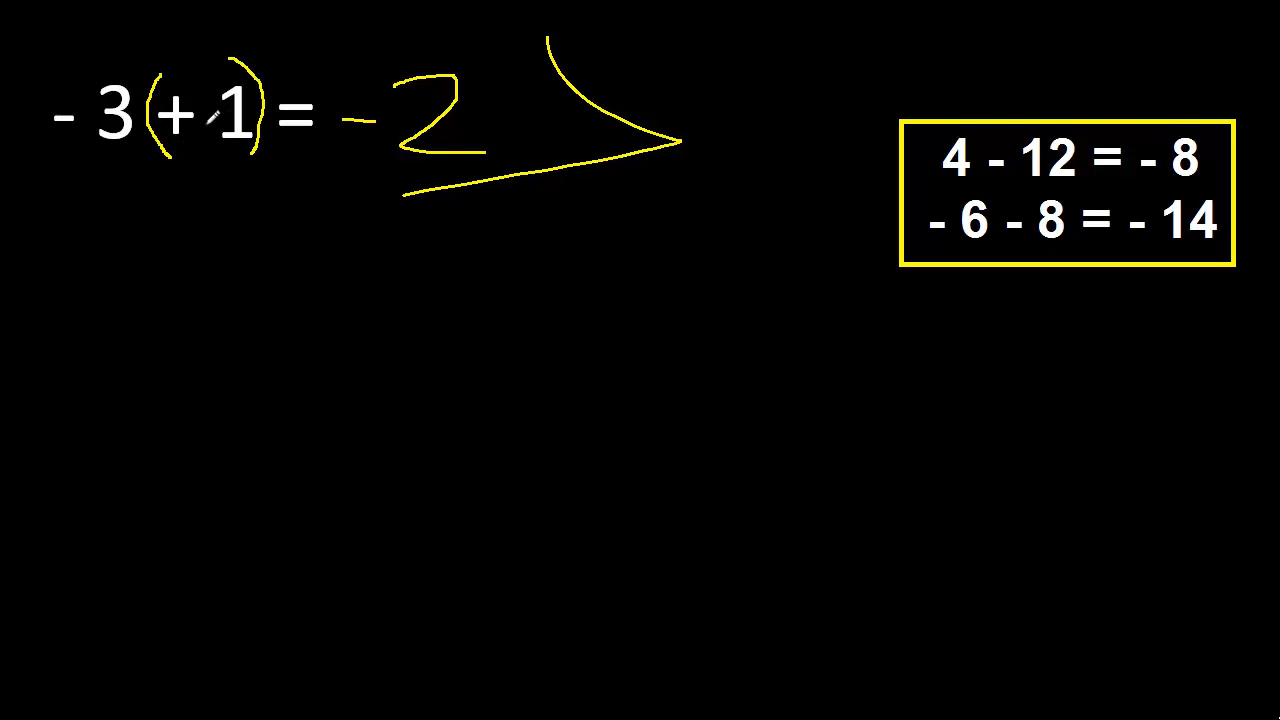 - 3 (+ 1) = - 2
4 - 12 = - 8
- 6 - 8 = - 14